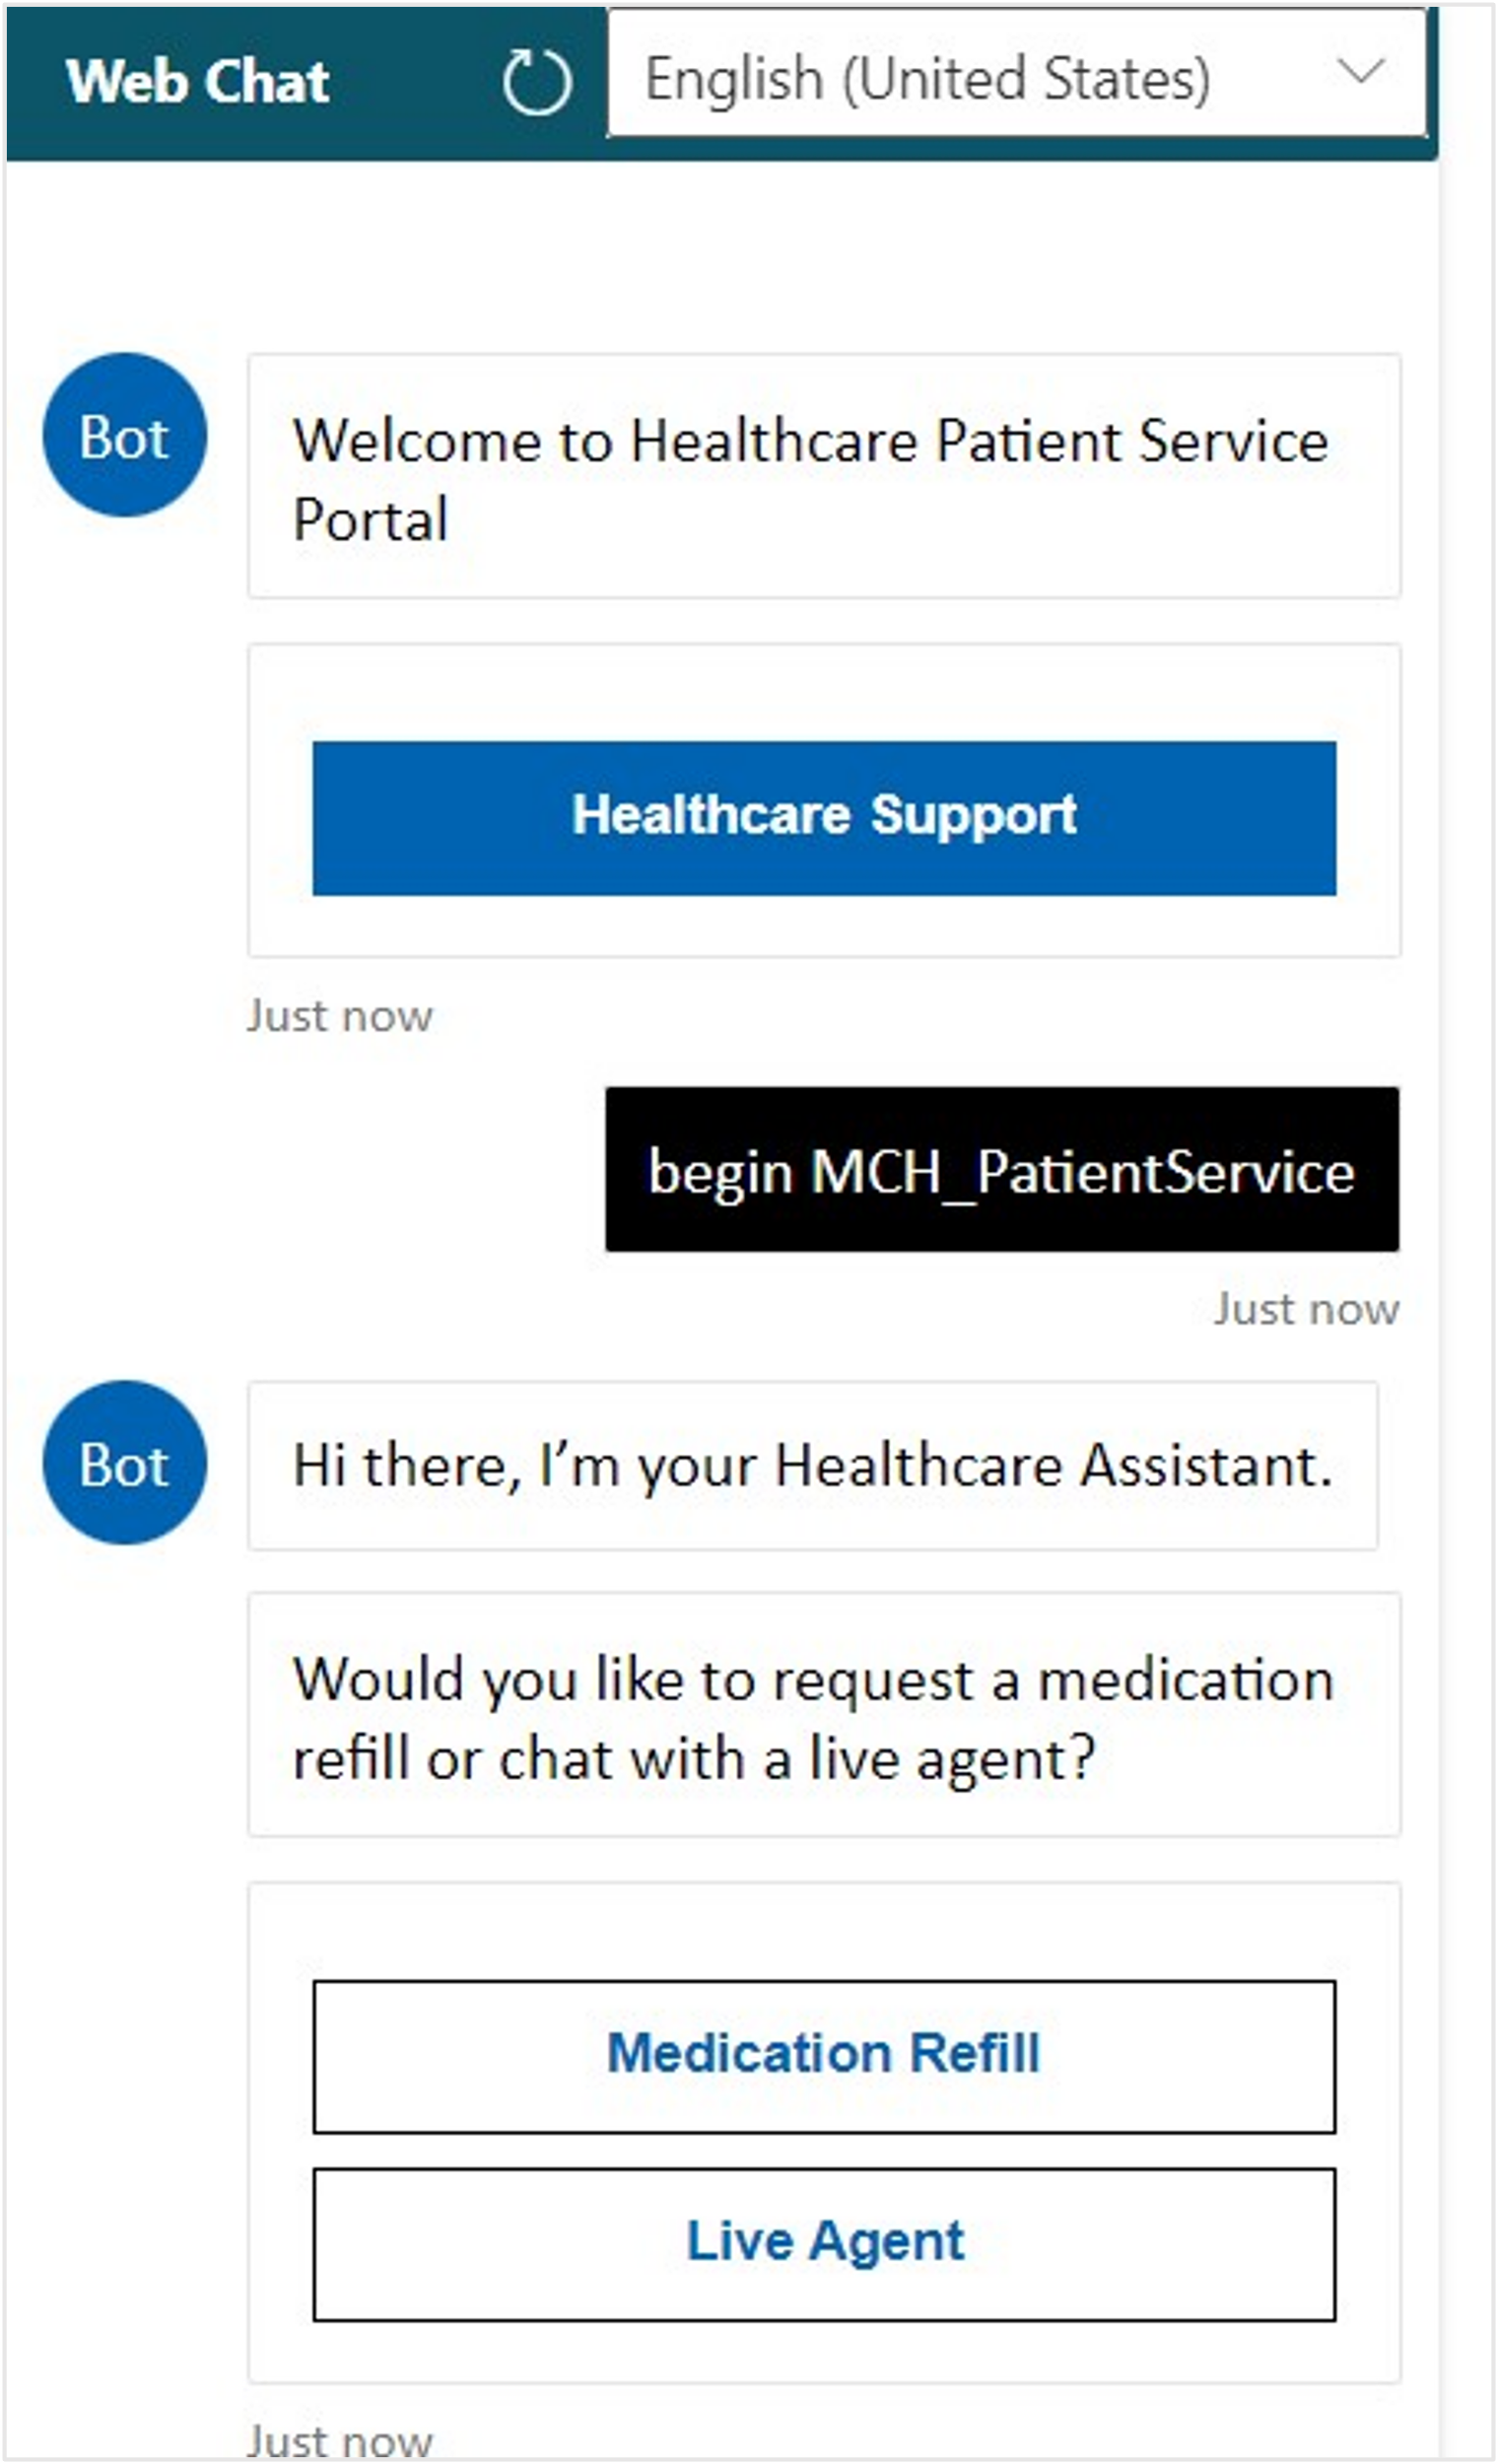 Web Chat
English (United States)
Bot
Welcome to Healthcare Patient Service
Portal
Healthcare Support
Just now
begin MCH_PatientService
Just now
Bot
Hi there, I’m your Healthcare Assistant.
Would you like to request a medication
refill or chat with a live agent?
Medication Refill
Live Agent
Just now